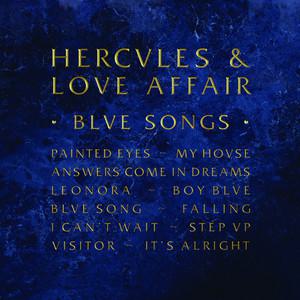 HERCVLES &
LOVE AFFAIR
· BLVE SONGS ·
PAINTED EYES ~ MY HOVSE
ANSWERS COME IN DREAMS
LEONORA ~ BOY BLVE
BLVE SONG ~ FALLING
I CAN'T WAIT ~ STEP VP
VISITOR ~ IT'S ALRIGHT